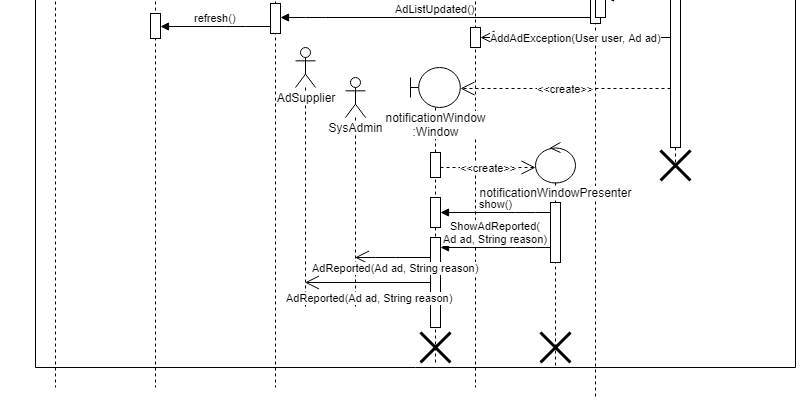 AdListUpdated()
refresh()
AddAdException(User user, Ad ad)
<<create>>
AdSupplier
notificationWindow
:Window
SysAdmin
<<create>>
notificationWindowPresenter
show()
ShowAdReported(
Ad ad, String reason)
AdReported(Ad ad, String reason)
AdReported(Ad ad, String reason)